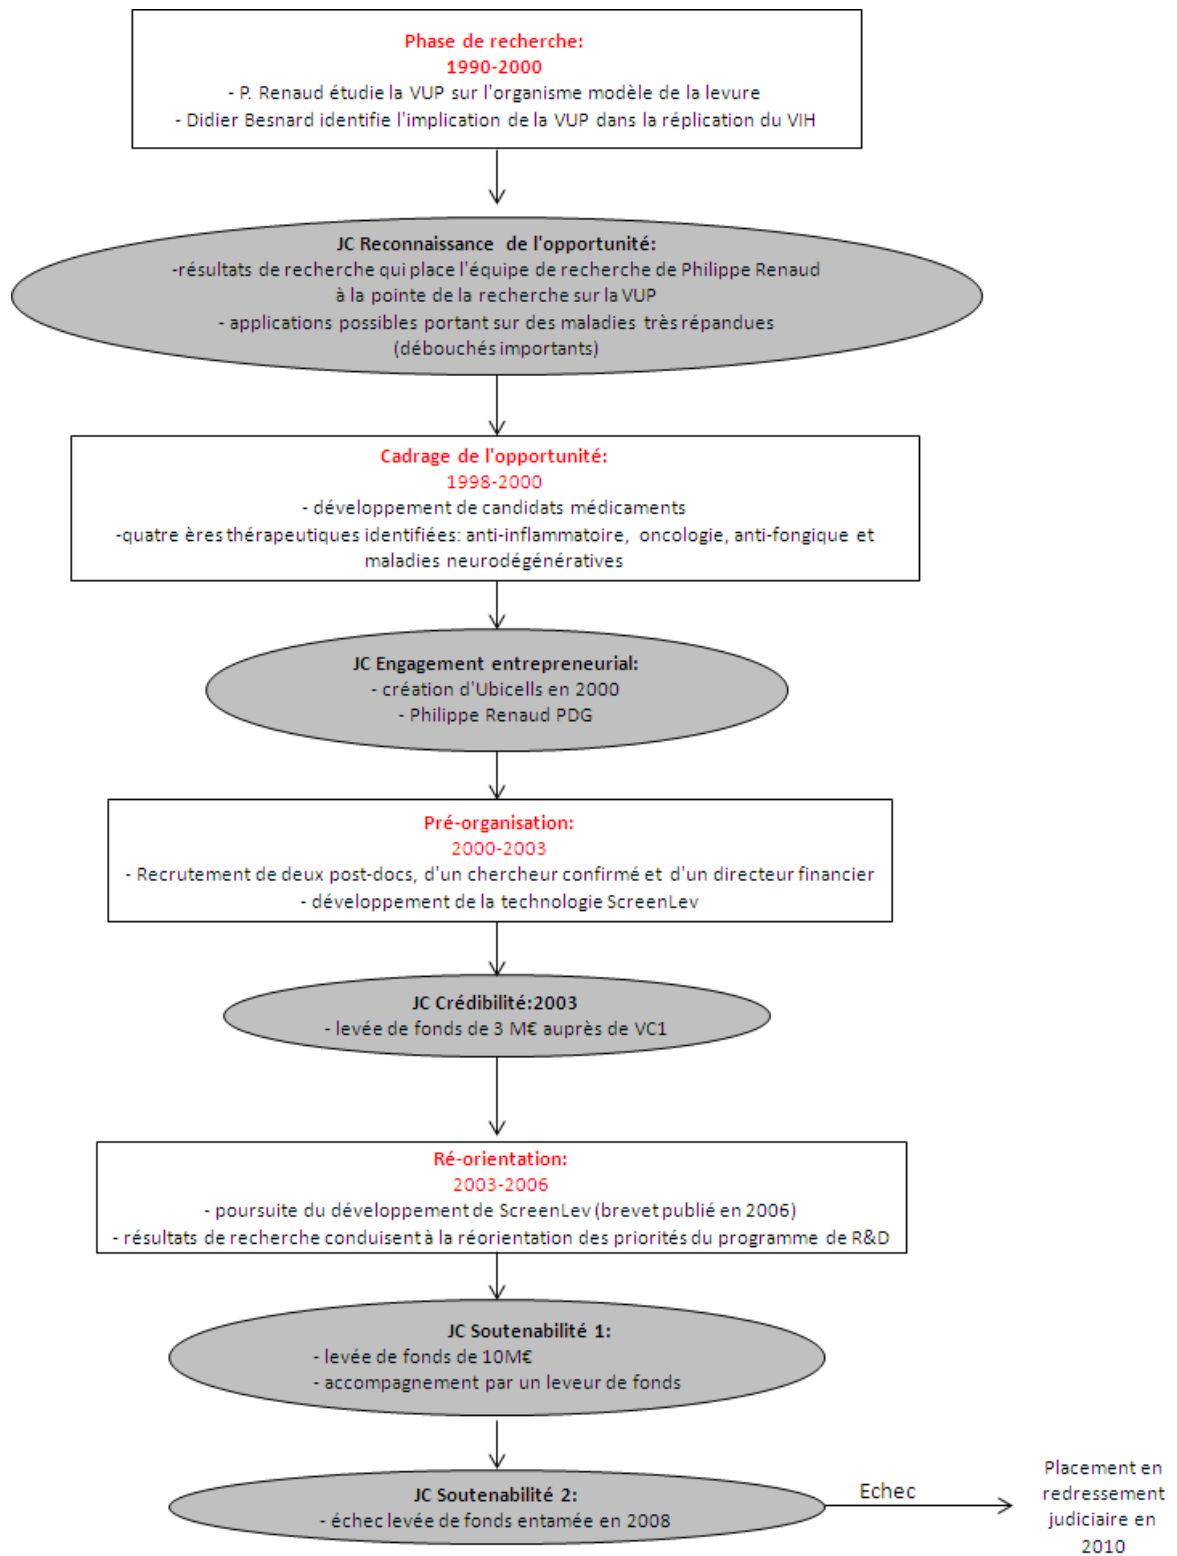 Phase de recherche:
1990-2000
- P. Renaud étudie la VUP sur l'organisme modèle de la levure
- Didier Besnard identifie l'implication de la VUP dans la réplication du VIH
JC Reconnaissance de l'opportunité:
-résultats de recherche qui place l'équipe de recherche de Philippe Renaud
à la pointe de la recherche sur la VUP
- applications possibles portant sur des maladies très répandues
(débouchés importants)
Cadrage de l'opportunité:
1998-2000
- développement de candidats médicaments
-quatre ères thérapeutiques identifiées: anti-inflammatoire, oncologie, anti-fongique et
maladies neurodégénératives
JC Engagement entrepreneurial:
- création d'Ubicells en 2000
- Philippe Renaud PDG
Pré-organisation:
2000-2003
- Recrutement de deux post-docs, d'un chercheur confirmé et d'un directeur financier
- développement de la technologie ScreenLev
JC Crédibilité:2003
- levée de fonds de 3 M€ auprès de VC1
Ré-orientation:
2003-2006
- poursuite du développement de ScreenLev (brevet publié en 2006)
- résultats de recherche conduisent à la réorientation des priorités du programme de R&D
JC Soutenabilité 1:
- levée de fonds de 10M€
- accompagnement par un leveur de fonds
JC Soutenabilité 2:
- échec levée de fonds entamée en 2008
Echec
Placement en
redressement
judiciaire en
2010